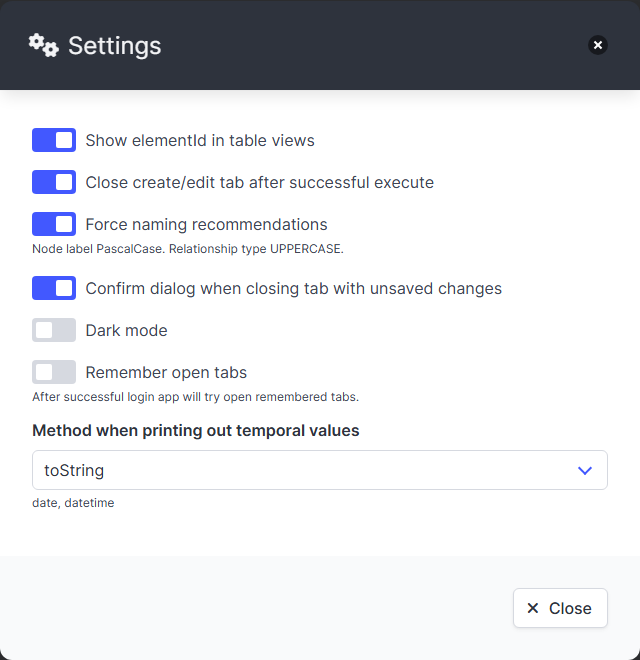 Settings
Show elementId in table views
Close create/edit tab after successful execute
Force naming recommendations
Node label PascalCase. Relationship type UPPERCASE.
Confirm dialog when closing tab with unsaved changes
Dark mode
Remember open tabs
After successful login app will try open remembered tabs.
Method when printing out temporal values
toString
date, datetime
Close